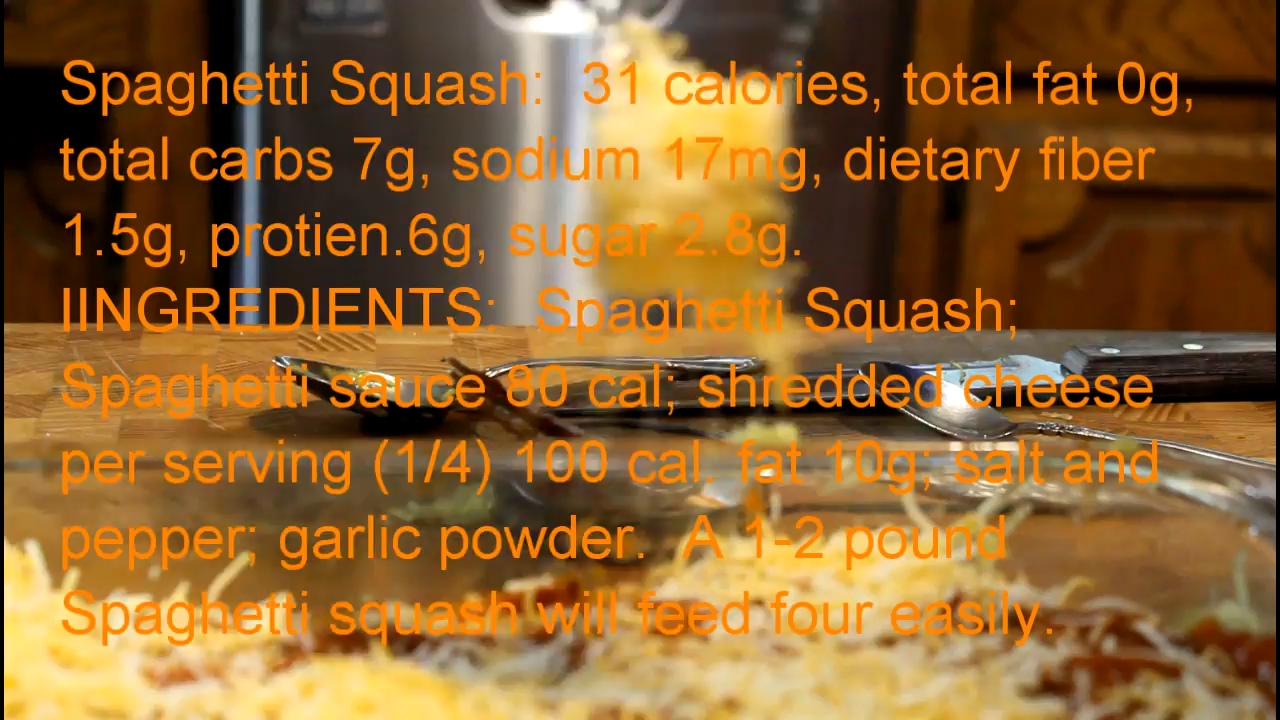 Spaghetti Squash:  31 calories, total fat 0g,
total carbs 7g, sodium 17mg, dietary fiber
1.5g, protien.6g, sugar 2.8g.
IINGREDIENTS:  Spaghetti Squash;
Spaghetti sauce 80 cal; shredded cheese
per serving (1/4) 100 cal. fat 10g; salt and
pepper; garlic powder.  A 1-2 pound
Spaghetti squash will feed four easily.